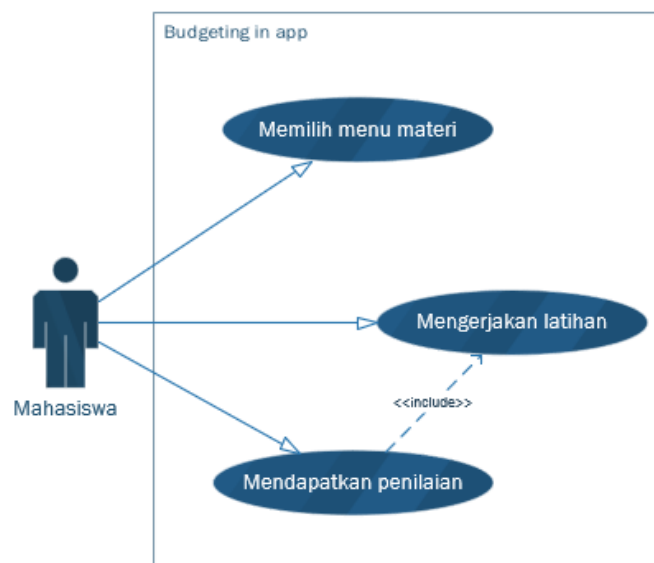 Budgeting in app
Memilih menu materi
Mengerjakan latihan
<<include>>
Mahasiswa
Mendapatkan penilaian